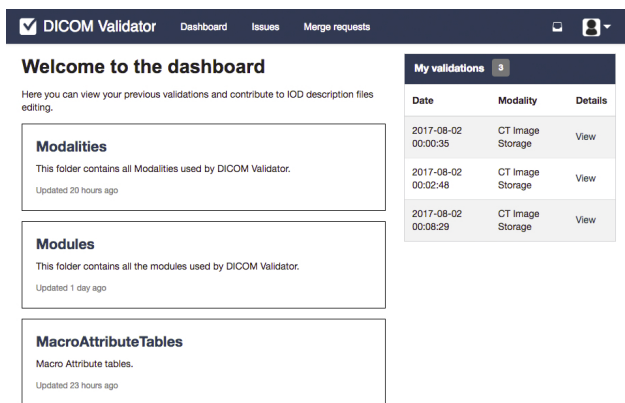 DICOM Validator Dashboard Issues Merge requests
Welcome to the dashboard
Here you can view your previous validations and contribute to IOD description files
editing.
Modalities
This folder contains all Modalities used by DICOM Validator.
Updated 20 hours ago
Modules
This folder contains all the modules used by DICOM Validator.
Updated 1 day ago
MacroAttributeTables
Macro Attribute tables.
Updated 23 hours ago
My validations 3
Date Modality Details
2017-08-02 CT Image View
00:00:35 Storage
2017-08-02 CT Image View
00:02:48 Storage
2017-08-02 CT Image View
00:08:29 Storage